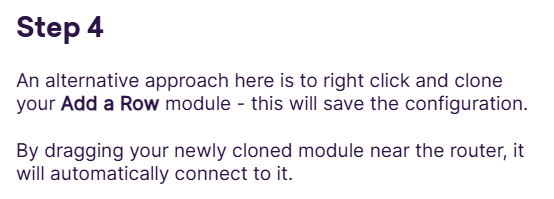 Step 4
An alternative approach here is to right click and clone
your Add a Row module - this will save the configuration.
By dragging your newly cloned module near the router, it
will automatically connect to it.